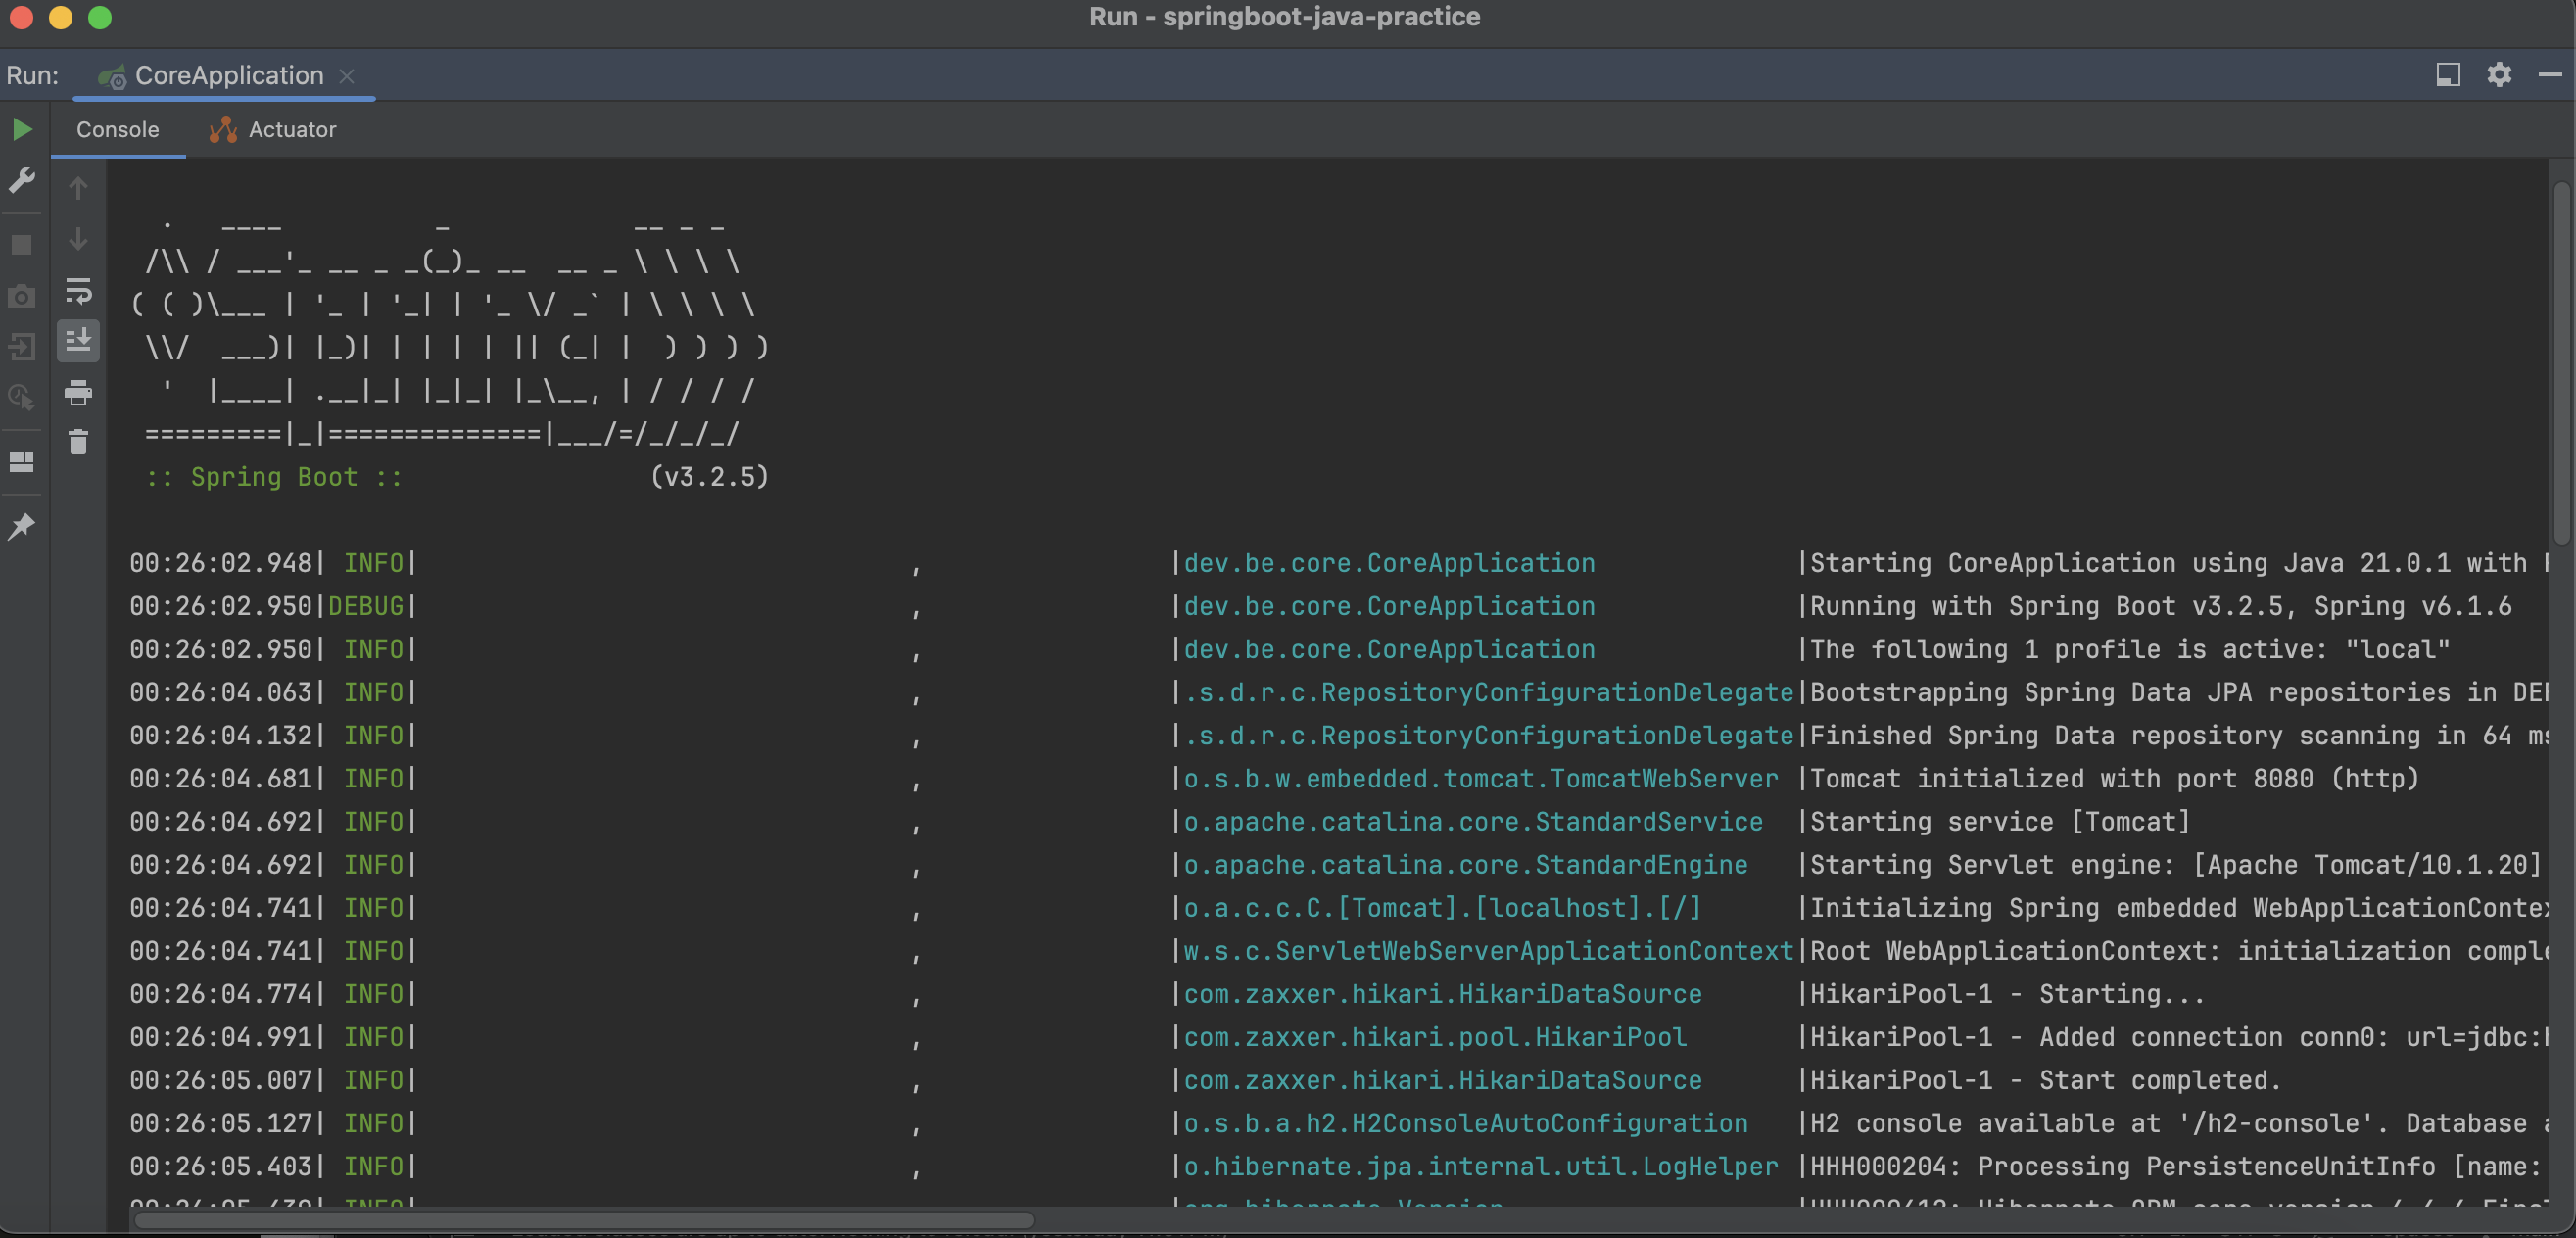 Run - springboot-java-practice
Run: CoreApplication
Console Actuator
  .   ____          _            __ _ _
 /\\ / ___'_ __ _ _(_)_ __  __ _ \ \ \ \
( ( )\___ | '_ | '_| | '_ \/ _` | \ \ \ \
 \\/  ___)| |_)| | | | | || (_| |  ) ) ) )
  '  |____| .__|_| |_|_| |_\__, | / / / /
 =========|_|==============|___/=/_/_/_/
 :: Spring Boot ::                (v3.2.5)
00:26:02.948| INFO| , |dev.be.core.CoreApplication |Starting CoreApplication using Java 21.0.1 with
00:26:02.950|DEBUG| , |dev.be.core.CoreApplication |Running with Spring Boot v3.2.5, Spring v6.1.6
00:26:02.950| INFO| , |dev.be.core.CoreApplication |The following 1 profile is active: "local"
00:26:04.063| INFO| , |.s.d.r.c.RepositoryConfigurationDelegate|Bootstrapping Spring Data JPA repositories in
00:26:04.132| INFO| , |.s.d.r.c.RepositoryConfigurationDelegate|Finished Spring Data repository scanning in 64 ms
00:26:04.681| INFO| , |o.s.b.w.embedded.tomcat.TomcatWebServer |Tomcat initialized with port 8080 (http)
00:26:04.692| INFO| , |o.apache.catalina.core.StandardService |Starting service [Tomcat]
00:26:04.692| INFO| , |o.apache.catalina.core.StandardEngine |Starting Servlet engine: [Apache Tomcat/10.1.20]
00:26:04.741| INFO| , |o.a.c.c.C.[Tomcat].[localhost].[/] |Initializing Spring embedded WebApplicationContex
00:26:04.741| INFO| , |w.s.c.ServletWebServerApplicationContext|Root WebApplicationContext: initialization comple
00:26:04.774| INFO| , |com.zaxxer.hikari.HikariDataSource |HikariPool-1 - Starting...
00:26:04.991| INFO| , |com.zaxxer.hikari.pool.HikariPool |HikariPool-1 - Added connection conn0: url=jdbc:h
00:26:05.007| INFO| , |com.zaxxer.hikari.HikariDataSource |HikariPool-1 - Start completed.
00:26:05.127| INFO| , |o.s.b.a.h2.H2ConsoleAutoConfiguration |H2 console available at '/h2-console'. Database
00:26:05.403| INFO| , |o.hibernate.jpa.internal.util.LogHelper |HHH000204: Processing PersistenceUnitInfo [name: